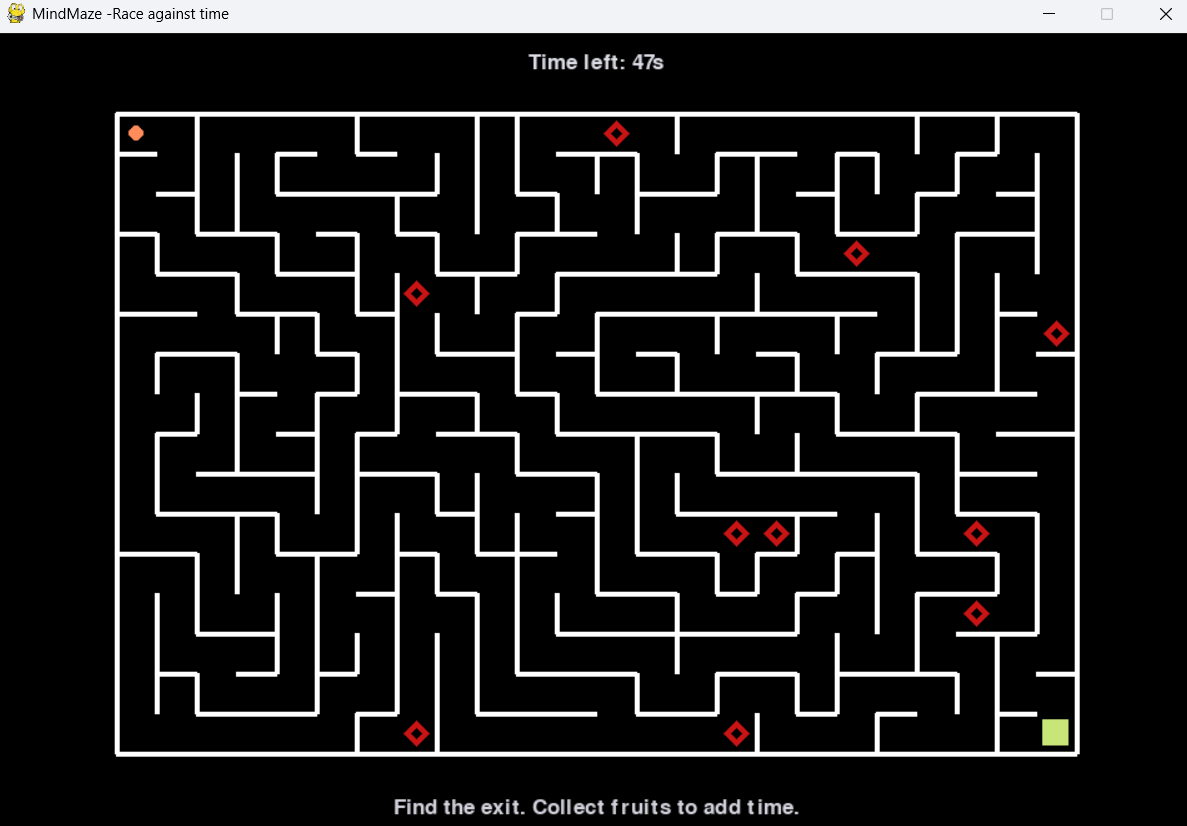 MindMaze -Race against time
Time left: 47s
Find the exit. Collect fruits to add time.